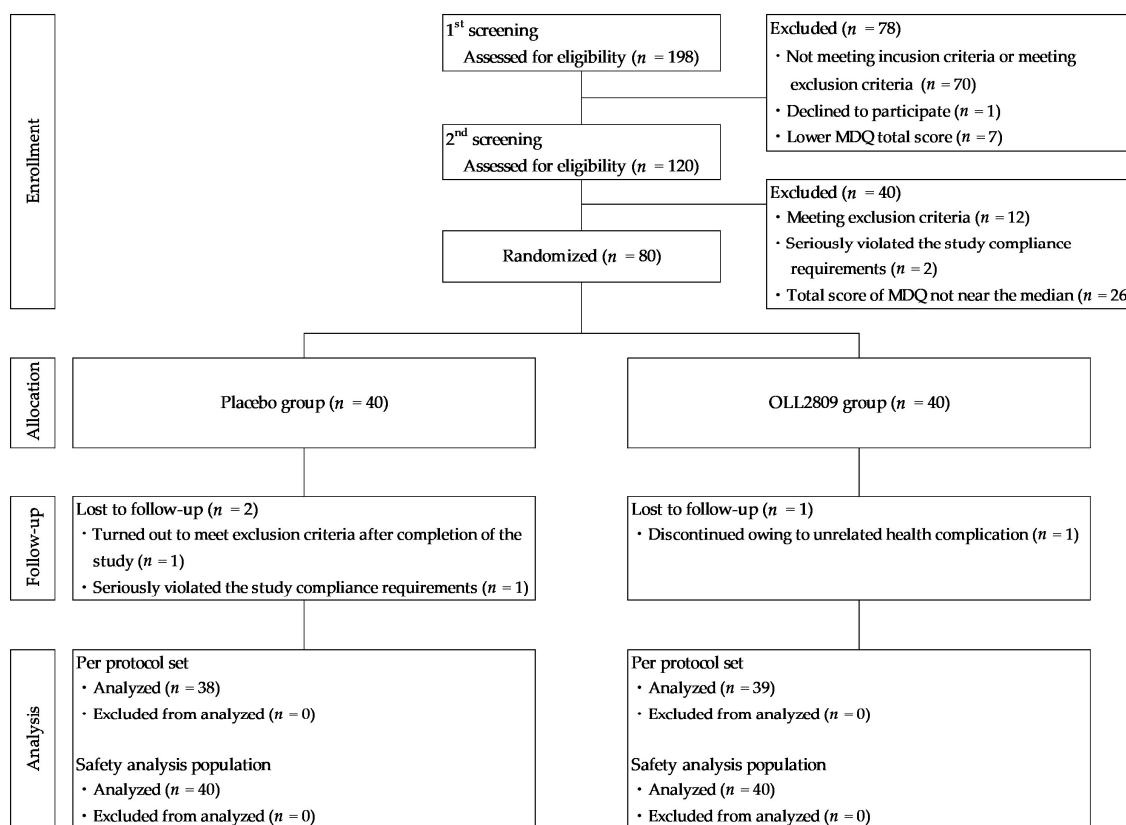 Enrollment
1st screening
Assessed for eligibility (n = 198)
Excluded (n = 78)
・Not meeting incusion criteria or meeting
exclusion criteria (n = 70)
・Declined to participate (n = 1)
・Lower MDQ total score (n = 7)
2nd screening
Assessed for eligibility (n = 120)
Excluded (n = 40)
・Meeting exclusion criteria (n = 12)
・Seriously violated the study compliance
requirements (n = 2)
・Total score of MDQ not near the median (n = 26
Randomized (n = 80)
Allocation
Placebo group (n = 40)
OLL2809 group (n = 40)
Follow-up
Lost to follow-up (n = 2)
・Turned out to meet exclusion criteria after completion of the
study (n = 1)
・Seriously violated the study compliance requirements (n = 1)
Lost to follow-up (n = 1)
・Discontinued owing to unrelated health complication (n = 1)
Analysis
Per protocol set
・Analyzed (n = 38)
・Excluded from analyzed (n = 0)
Safety analysis population
・Analyzed (n = 40)
・Excluded from analyzed (n = 0)
Per protocol set
・Analyzed (n = 39)
・Excluded from analyzed (n = 0)
Safety analysis population
・Analyzed (n = 40)
・Excluded from analyzed (n = 0)